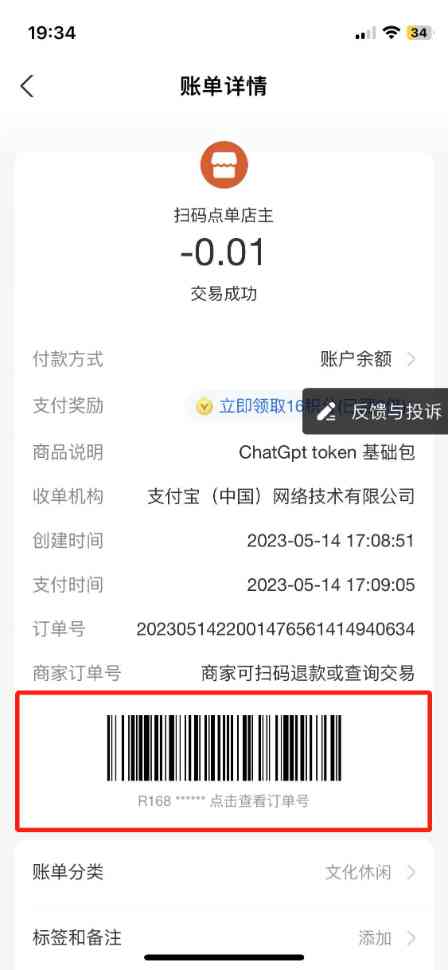 19:34
34
账单详情
扫码点单店主
-0.01
交易成功
付款方式 账户余额
支付奖励 立即领取16积分
反馈与投诉
商品说明 ChatGpt token 基础包
收单机构 支付宝（中国）网络技术有限公司
创建时间 2023-05-14 17:08:51
支付时间 2023-05-14 17:09:05
订单号 2023051422001476561414940634
商家订单号 商家可扫码退款或查询交易
R168 ****** 点击查看订单号
账单分类 文化休闲
标签和备注 添加